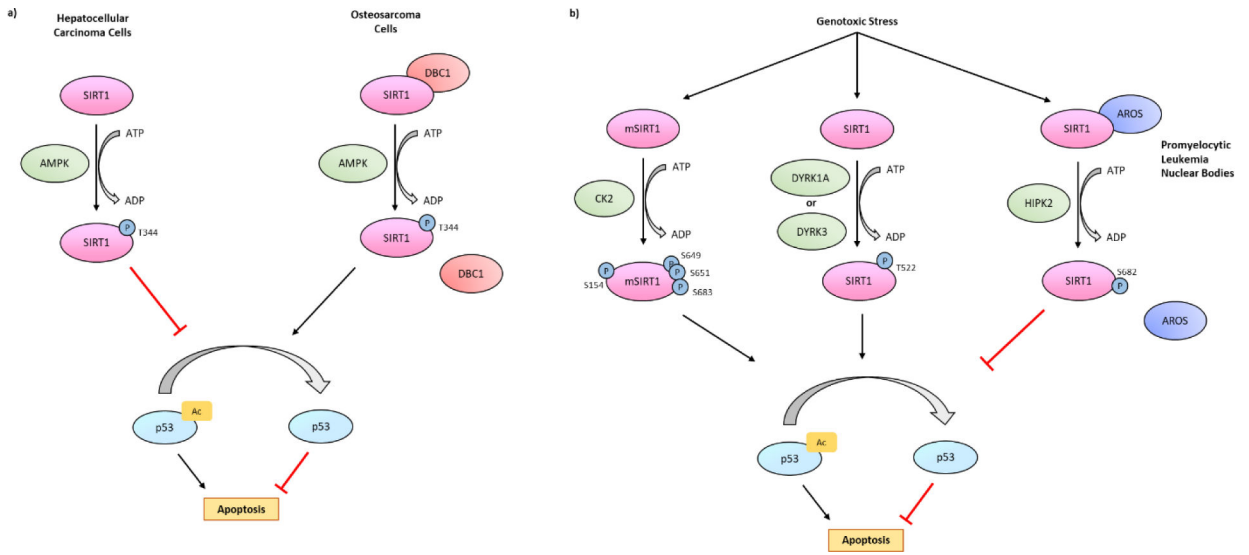 a)
Hepatocellular
Carcinoma Cells
Osteosarcoma
Cells
SIRT1
DBC1
SIRT1
AMPK
ATP
ADP
AMPK
ATP
ADP
SIRT1
P
T344
SIRT1
P
T344
DBC1
p53
Ac
p53
Apoptosis
b)
Genotoxic Stress
mSIRT1
SIRT1
SIRT1
AROS
Promyelocytic
Leukemia
Nuclear Bodies
CK2
ATP
ADP
DYRK1A
or
DYRK3
ATP
ADP
HIPK2
ATP
ADP
mSIRT1
P
S154
P
S649
P
S651
P
S683
SIRT1
P
T522
SIRT1
S682
P
AROS
p53
Ac
p53
Apoptosis